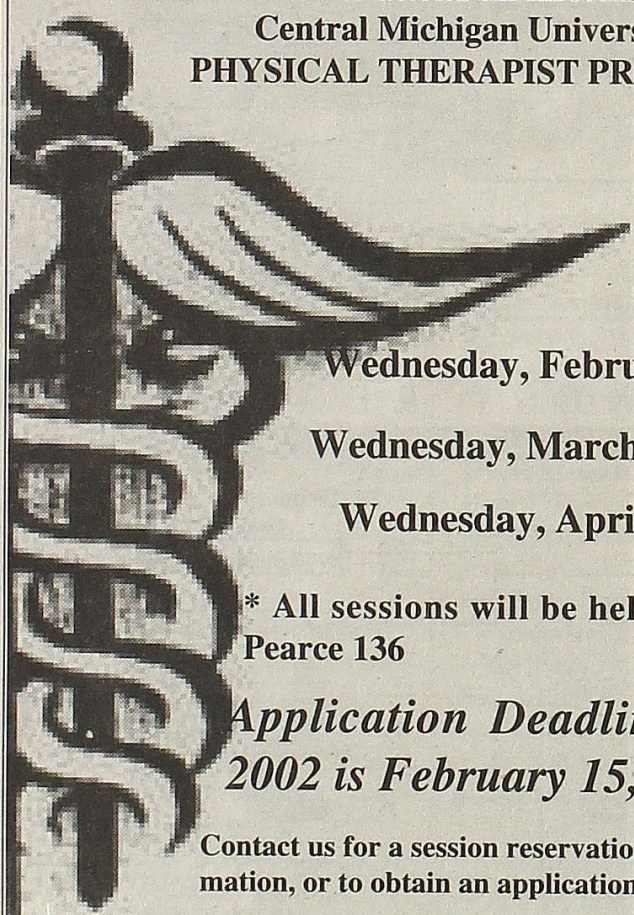 Central Michigan Univers
PHYSICAL THERAPIST PR
Wednesday, Febru
Wednesday, March
Wednesday, Apri
* All sessions will be hel
Pearce 136
Application Deadli
2002 is February 15,
Contact us for a session reservatio
mation, or to obtain an application